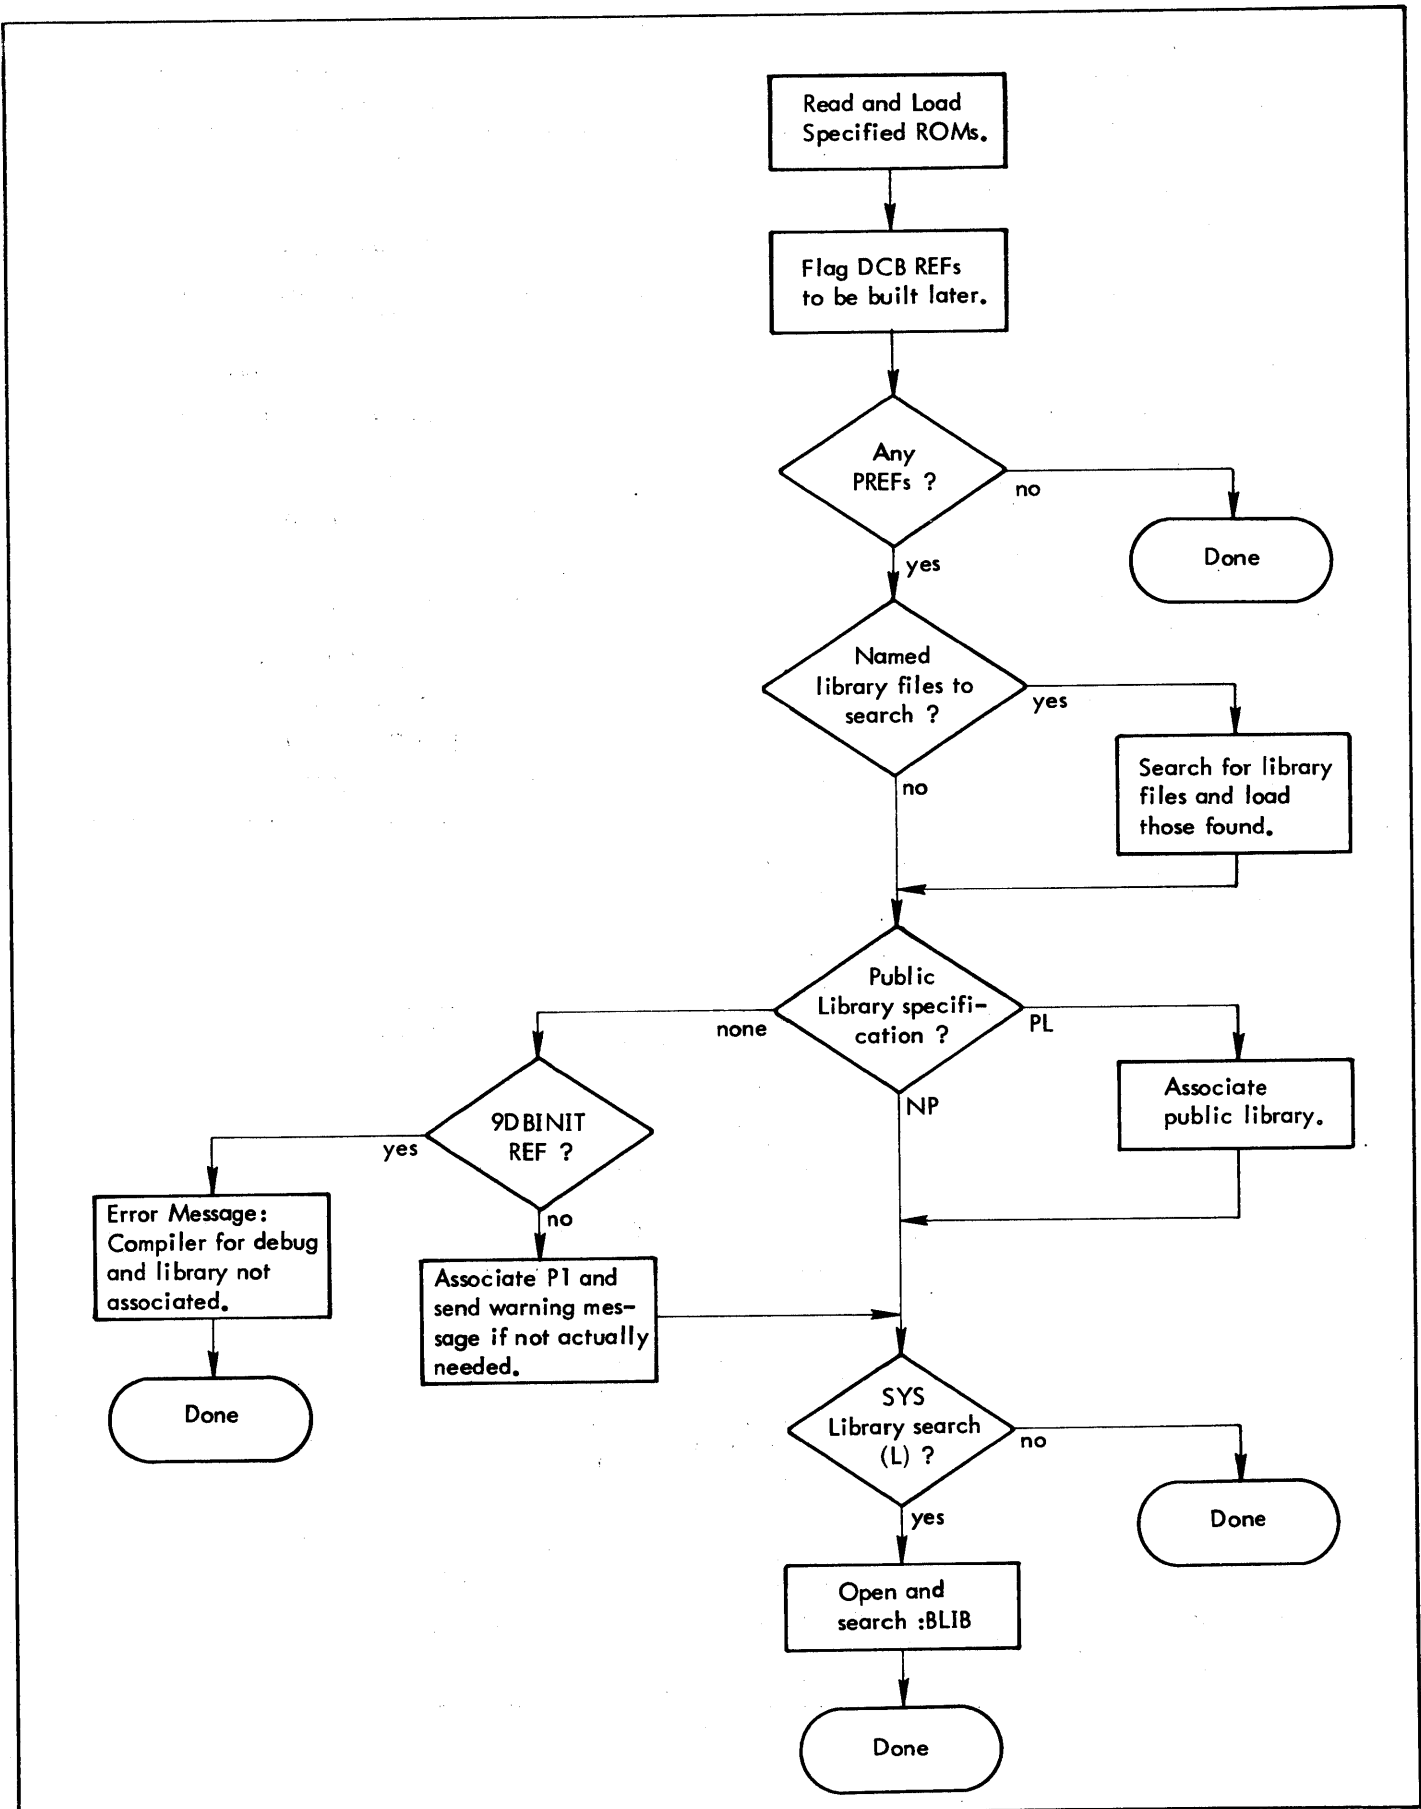 Read and Load
Specified ROMs.
Flag DCB REFs
to be built later.
Any
PREFs ?
no
Done
yes
Named
library files to
search ?
yes
Search for library
files and load
those found.
no
Public
Library specifi-
cation ?
none
PL
Associate
public library.
NP
9DBINIT
REF ?
yes
Error Message:
Compiler for debug
and library not
associated.
Done
no
Associate P1 and
send warning mes-
sage if not actually
needed.
SYS
Library search
(L) ?
no
Done
yes
Open and
search :BLIB
Done